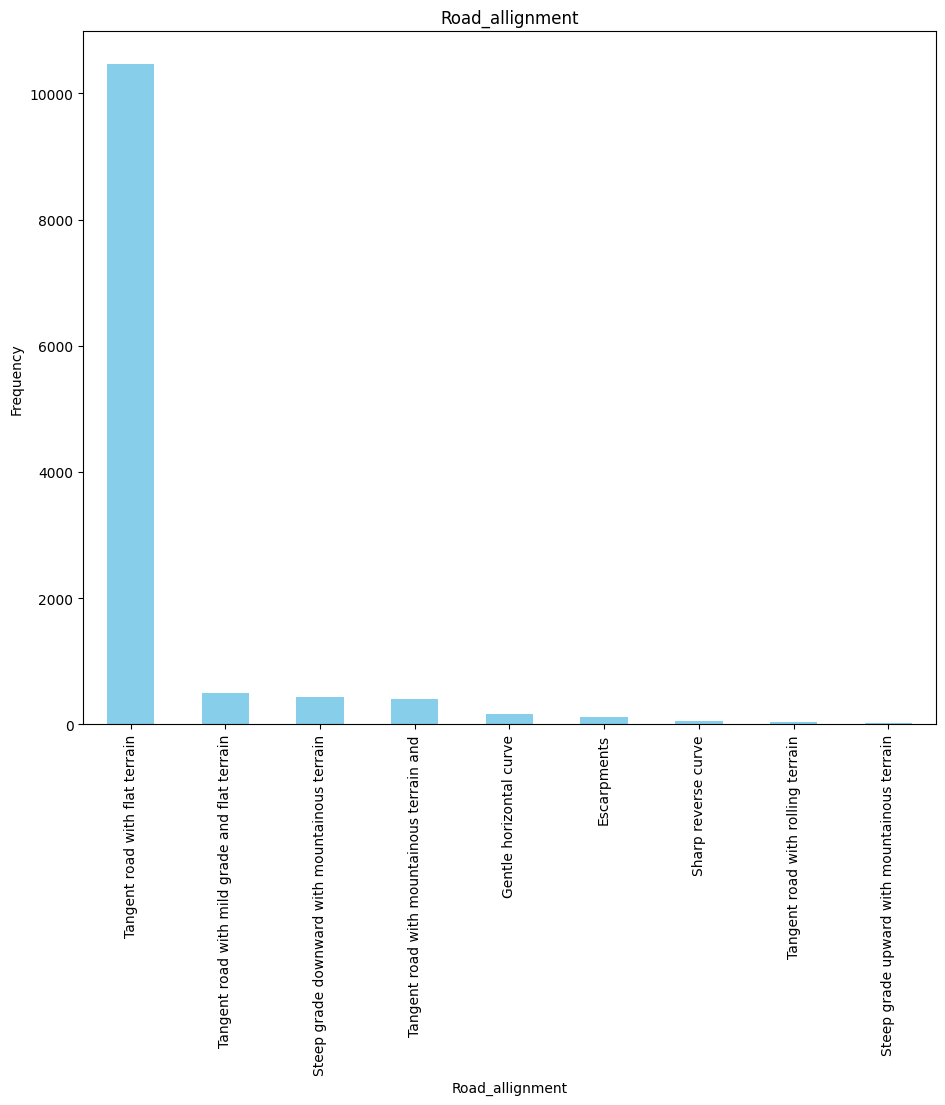 Road_allignment
Frequency
10000
8000
6000
4000
2000
0
Tangent road with flat terrain
Tangent road with mild grade and flat terrain
Steep grade downward with mountainous terrain
Tangent road with mountainous terrain and
Gentle horizontal curve
Escarpments
Sharp reverse curve
Tangent road with rolling terrain
Steep grade upward with mountainous terrain
Road_allignment